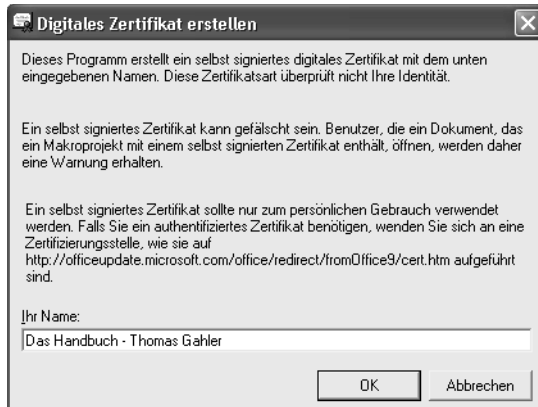 Digitales Zertifikat erstellen
Dieses Programm erstellt ein selbst signiertes digitales Zertifikat mit dem unten
eingegebenen Namen. Diese Zertifikatsart überprüft nicht Ihre Identität.
Ein selbst signiertes Zertifikat kann gefälscht sein. Benutzer, die ein Dokument, das
ein Makroprojekt mit einem selbst signierten Zertifikat enthält, öffnen, werden daher
eine Warnung erhalten.
Ein selbst signiertes Zertifikat sollte nur zum persönlichen Gebrauch verwendet
werden. Falls Sie ein authentifiziertes Zertifikat benötigen, wenden Sie sich an eine
Zertifizierungsstelle, wie sie auf
http://officeupdate.microsoft.com/office/redirect/fromOffice9/cert.htm aufgeführt
sind.
Ihr Name:
Das Handbuch - Thomas Gahler
OK
Abbrechen